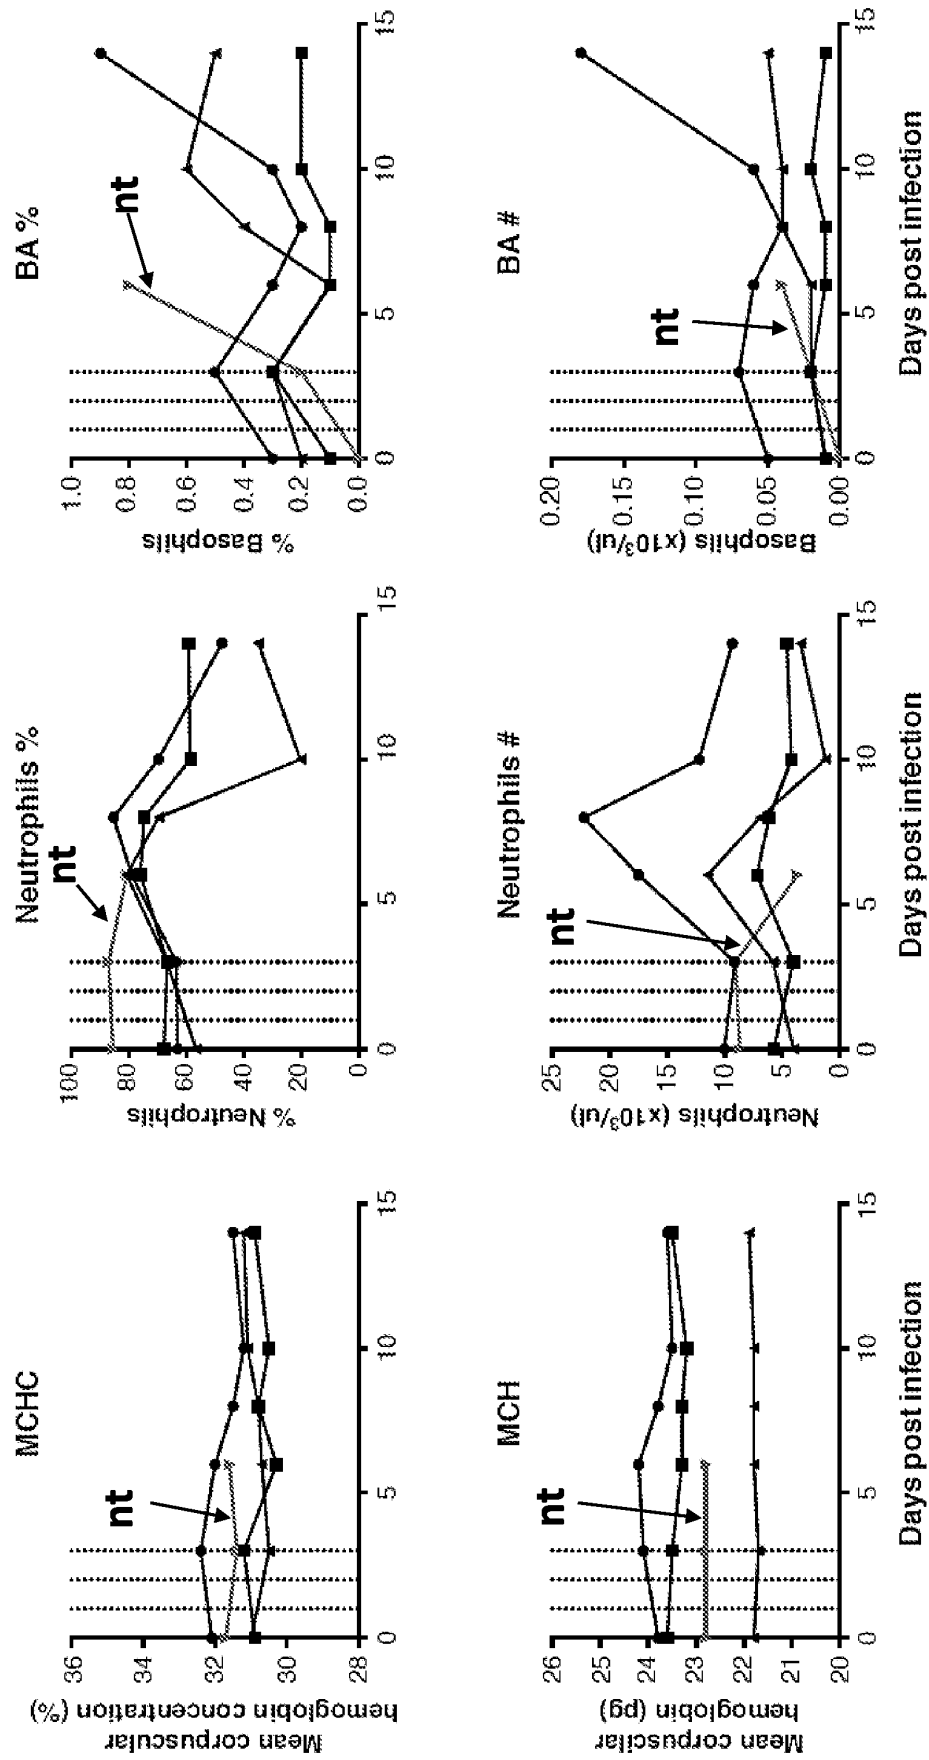 MCHC
Mean corpuscular
hemoglobin concentration (%)
36
34
32
30
28
nt
0 5 10 15
Neutrophils %
% Neutrophils
100
80
60
40
20
0
nt
0 5 10 15
BA %
% Basophils
1.0
0.8
0.6
0.4
0.2
0.0
nt
0 5 10 15
MCH
Mean corpuscilar
hemoglobin (pg)
26
25
24
23
22
21
20
nt
0 5 10 15
Days post infection
Neutrophils #
Neutrophils (x10³/ul)
25
20
15
10
5
0
nt
0 5 10 15
Days post infection
BA #
Basophils (x10³/ul)
0.20
0.15
0.10
0.05
0.00
nt
0 5 10 15
Days post infection